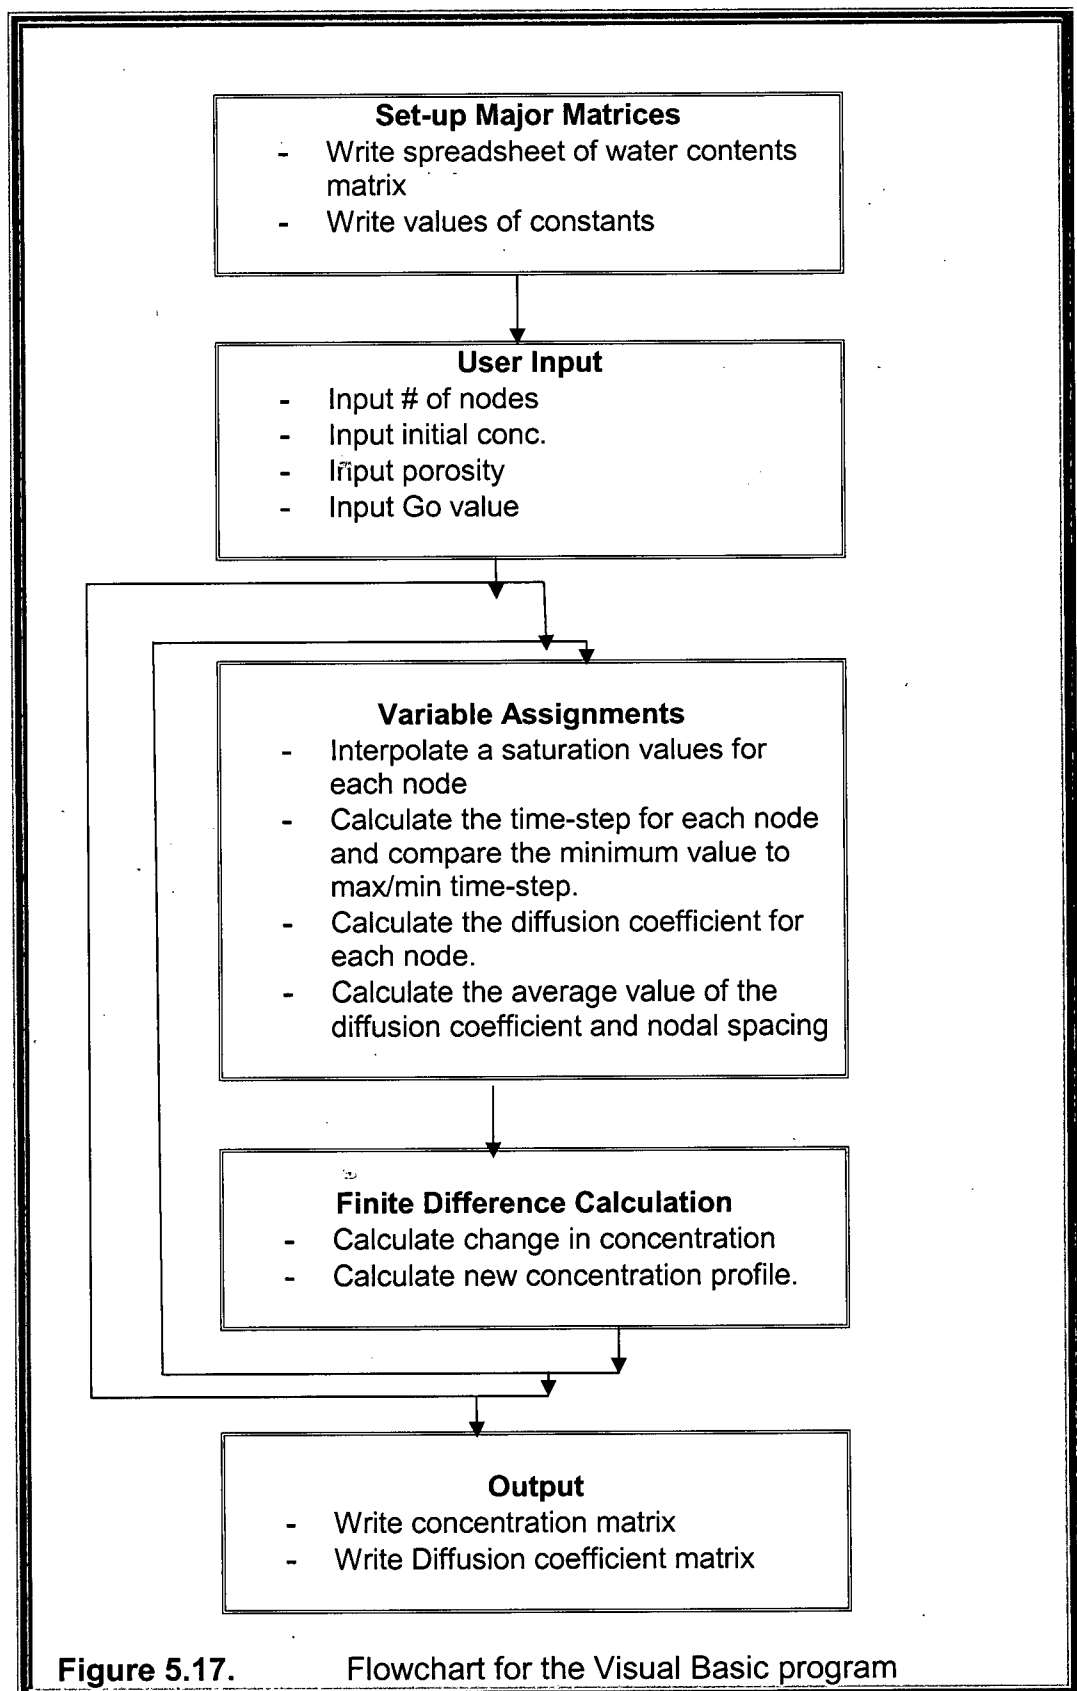 Set-up Major Matrices
- Write spreadsheet of water contents
matrix
- Write values of constants
User Input
- Input # of nodes
- Input initial conc.
- Input porosity
- Input Go value
Variable Assignments
- Interpolate a saturation values for
each node
- Calculate the time-step for each node
and compare the minimum value to
max/min time-step.
- Calculate the diffusion coefficient for
each node.
- Calculate the average value of the
diffusion coefficient and nodal spacing
Finite Difference Calculation
- Calculate change in concentration
- Calculate new concentration profile.
Output
- Write concentration matrix
- Write Diffusion coefficient matrix
Figure 5.17. Flowchart for the Visual Basic program